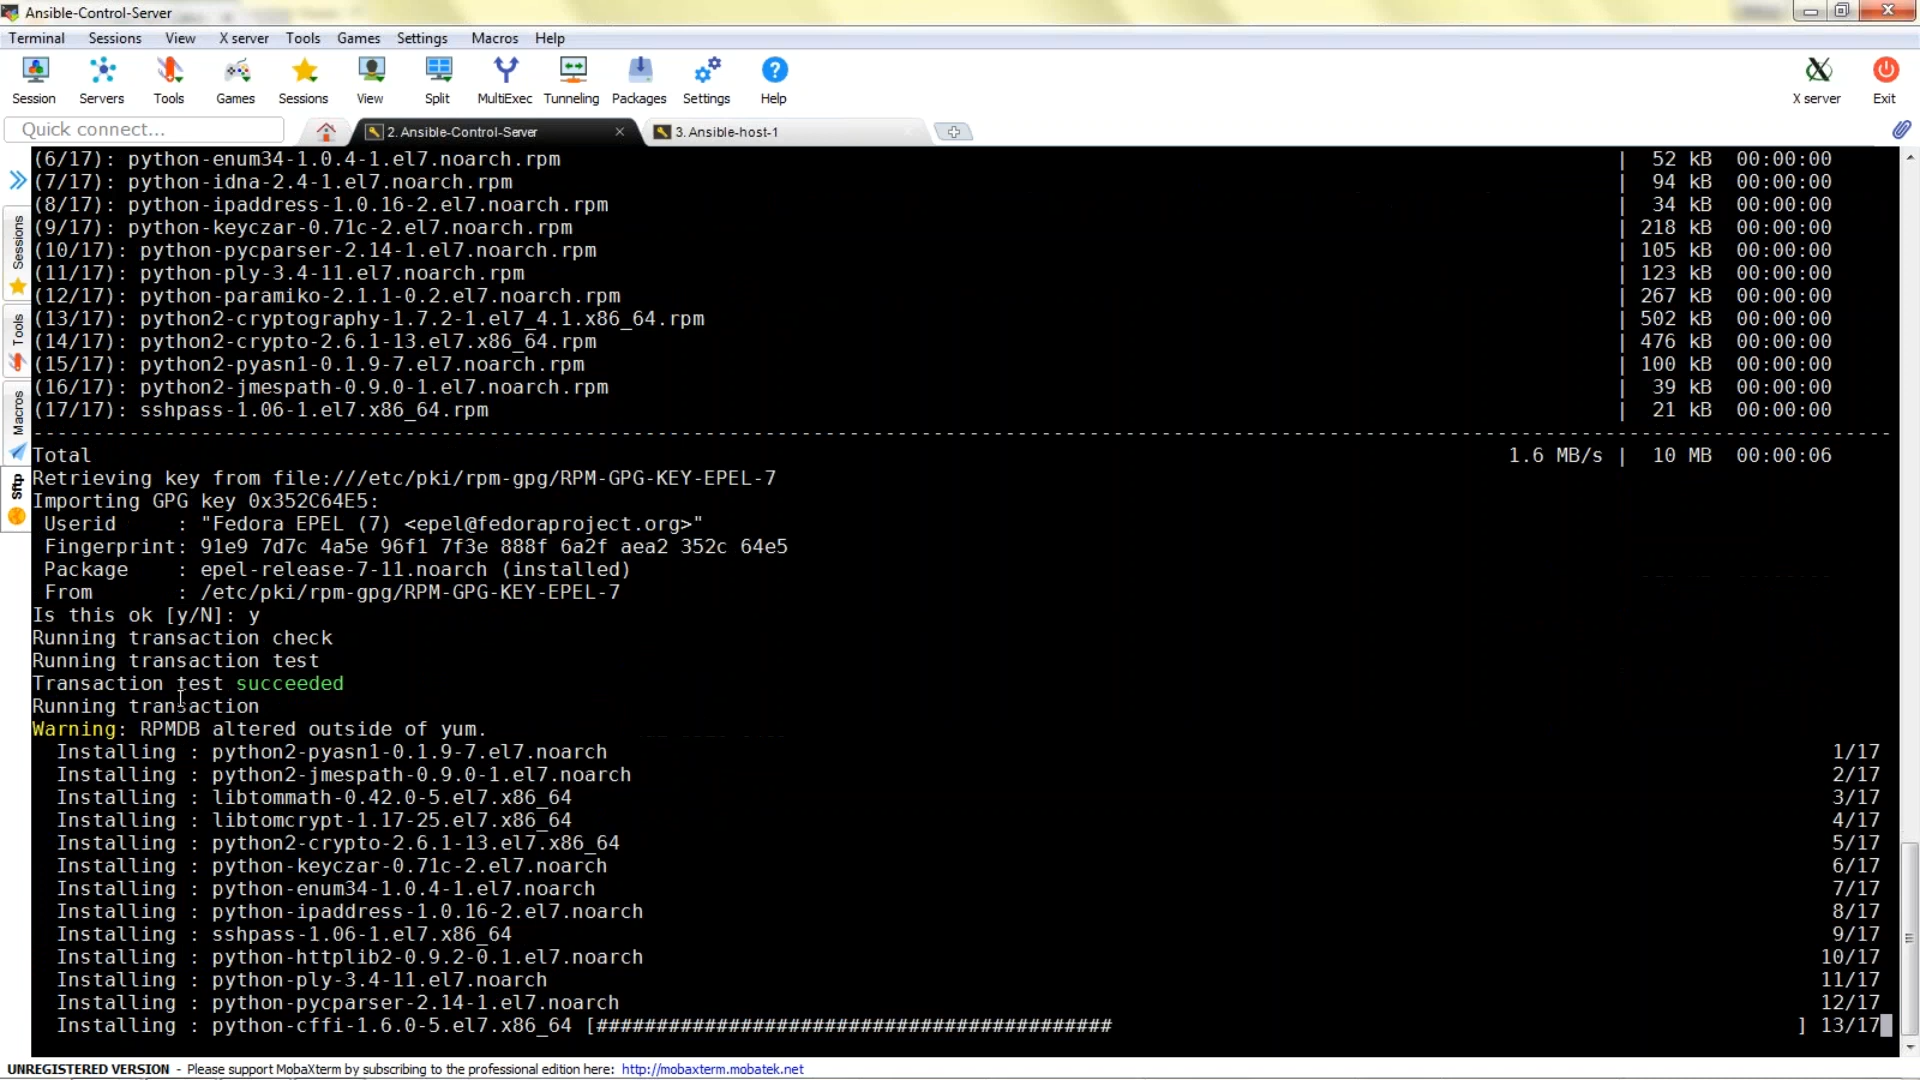 Ansible-Control-Server
Terminal Sessions View X server Tools Games Settings Macros Help
Session Servers Tools Games Sessions View Split MultiExec Tunneling Packages Settings Help X server Exit
Quick connect... 2. Ansible-Control-Server 3. Ansible-host-1
Sessions
Tools
Macros
Sftp
(6/17): python-enum34-1.0.4-1.el7.noarch.rpm | 52 kB 00:00:00
(7/17): python-idna-2.4-1.el7.noarch.rpm | 94 kB 00:00:00
(8/17): python-ipaddress-1.0.16-2.el7.noarch.rpm | 34 kB 00:00:00
(9/17): python-keyczar-0.71c-2.el7.noarch.rpm | 218 kB 00:00:00
(10/17): python-pycparser-2.14-1.el7.noarch.rpm | 105 kB 00:00:00
(11/17): python-ply-3.4-11.el7.noarch.rpm | 123 kB 00:00:00
(12/17): python-paramiko-2.1.1-0.2.el7.noarch.rpm | 267 kB 00:00:00
(13/17): python2-cryptography-1.7.2-1.el7_4.1.x86_64.rpm | 502 kB 00:00:00
(14/17): python2-crypto-2.6.1-13.el7.x86_64.rpm | 476 kB 00:00:00
(15/17): python2-pyasn1-0.1.9-7.el7.noarch.rpm | 100 kB 00:00:00
(16/17): python2-jmespath-0.9.0-1.el7.noarch.rpm | 39 kB 00:00:00
(17/17): sshpass-1.06-1.el7.x86_64.rpm | 21 kB 00:00:00
Total 1.6 MB/s | 10 MB 00:00:06
Retrieving key from file:///etc/pki/rpm-gpg/RPM-GPG-KEY-EPEL-7
Importing GPG key 0x352C64E5:
Userid : "Fedora EPEL (7) <epel@fedoraproject.org>"
Fingerprint: 91e9 7d7c 4a5e 96f1 7f3e 888f 6a2f aea2 352c 64e5
Package : epel-release-7-11.noarch (installed)
From : /etc/pki/rpm-gpg/RPM-GPG-KEY-EPEL-7
Is this ok [y/N]: y
Running transaction check
Running transaction test
Transaction test succeeded
Running transaction
Warning: RPMDB altered outside of yum.
Installing : python2-pyasn1-0.1.9-7.el7.noarch 1/17
Installing : python2-jmespath-0.9.0-1.el7.noarch 2/17
Installing : libtommath-0.42.0-5.el7.x86_64 3/17
Installing : libtomcrypt-1.17-25.el7.x86_64 4/17
Installing : python2-crypto-2.6.1-13.el7.x86_64 5/17
Installing : python-keyczar-0.71c-2.el7.noarch 6/17
Installing : python-enum34-1.0.4-1.el7.noarch 7/17
Installing : python-ipaddress-1.0.16-2.el7.noarch 8/17
Installing : sshpass-1.06-1.el7.x86_64 9/17
Installing : python-httplib2-0.9.2-0.1.el7.noarch 10/17
Installing : python-ply-3.4-11.el7.noarch 11/17
Installing : python-pycparser-2.14-1.el7.noarch 12/17
Installing : python-cffi-1.6.0-5.el7.x86_64 [########################################### ] 13/17
UNREGISTERED VERSION - Please support MobaXterm by subscribing to the professional edition here: http://mobaxterm.mobatek.net